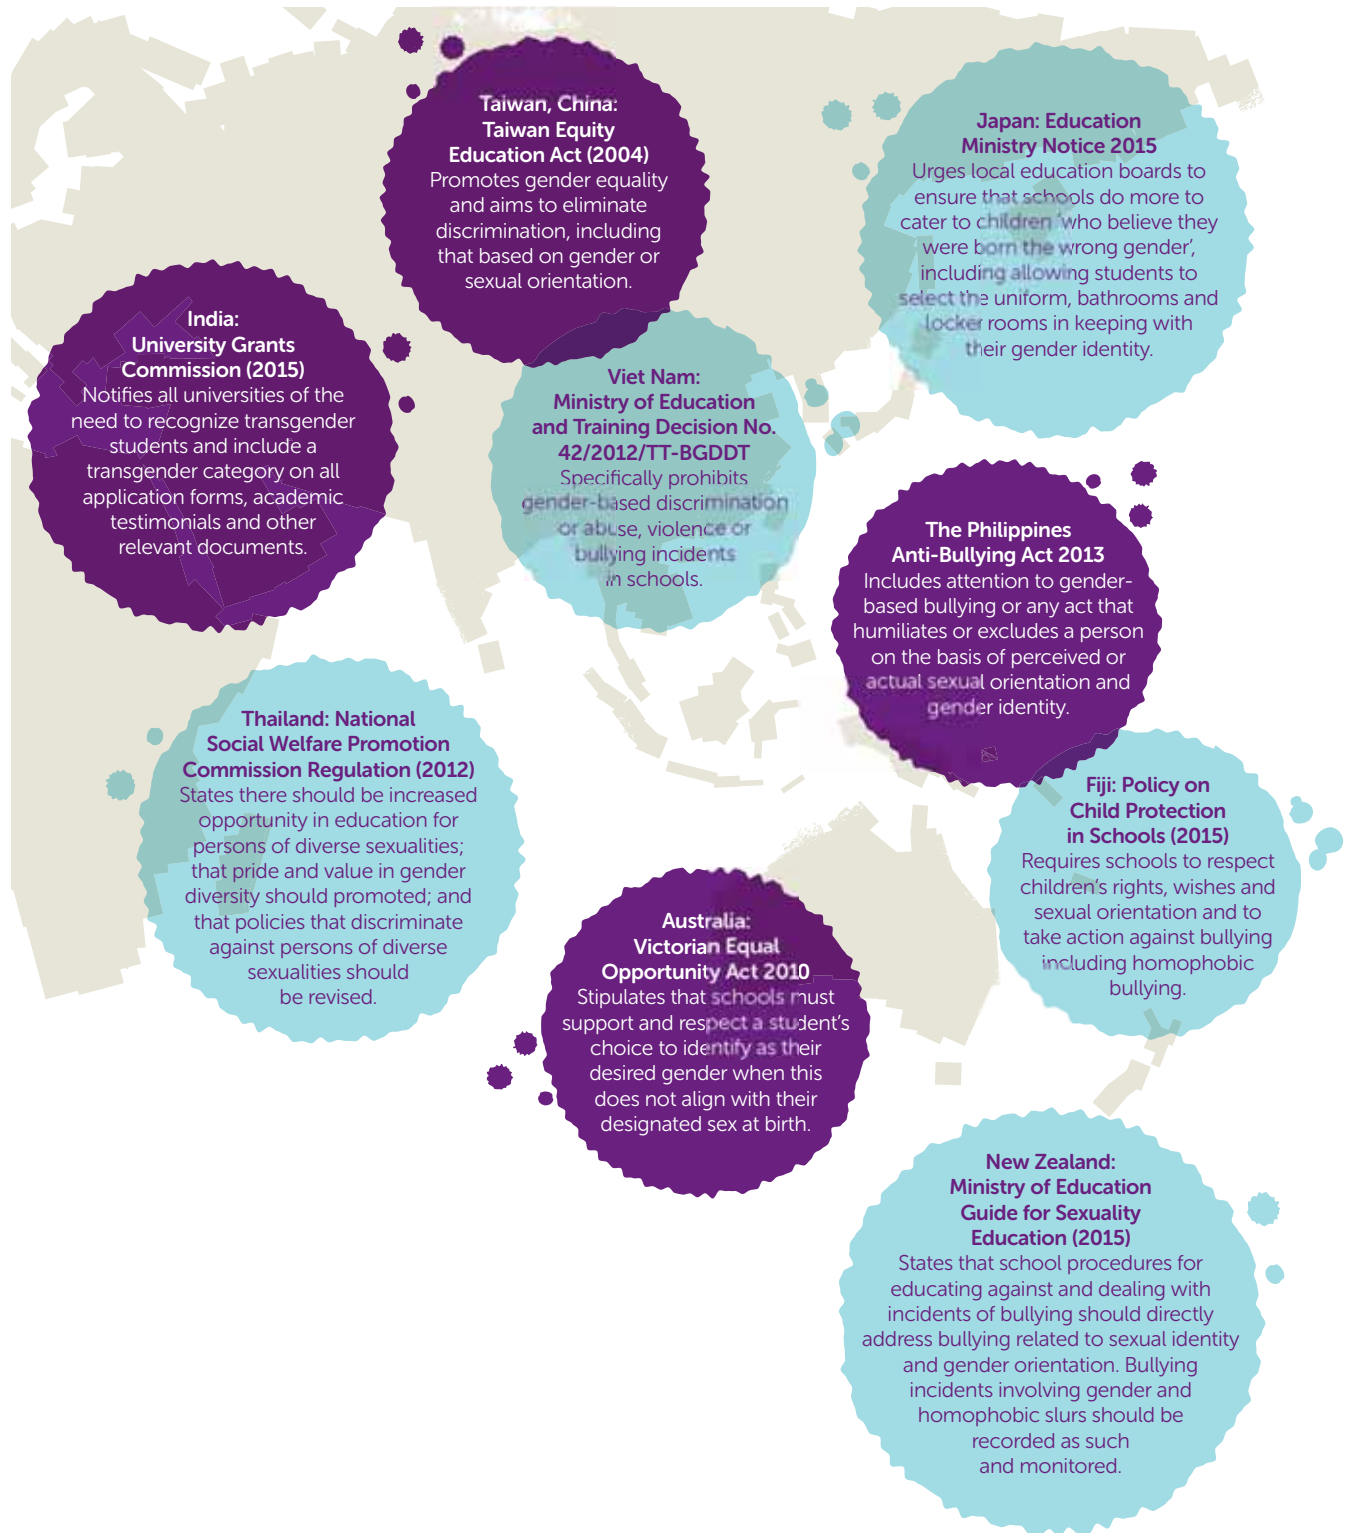 Taiwan, China:
Taiwan Equity
Education Act (2004)
Promotes gender equality
and aims to eliminate
discrimination, including
that based on gender or
sexual orientation.
Japan: Education
Ministry Notice 2015
Urges local education boards to
ensure that schools do more to
cater to children ‘who believe they
were born the wrong gender’,
including allowing students to
select the uniform, bathrooms and
locker rooms in keeping with
their gender identity.
India:
University Grants
Commission (2015)
Notifies all universities of the
need to recognize transgender
students and include a
transgender category on all
application forms, academic
testimonials and other
relevant documents.
Viet Nam:
Ministry of Education
and Training Decision No.
42/2012/TT-BGDDT
Specifically prohibits
gender-based discrimination
or abuse, violence or
bullying incidents
in schools.
The Philippines
Anti-Bullying Act 2013
Includes attention to gender-
based bullying or any act that
humiliates or excludes a person
on the basis of perceived or
actual sexual orientation and
gender identity.
Thailand: National
Social Welfare Promotion
Commission Regulation (2012)
States there should be increased
opportunity in education for
persons of diverse sexualities;
that pride and value in gender
diversity should promoted; and
that policies that discriminate
against persons of diverse
sexualities should
be revised.
Fiji: Policy on
Child Protection
in Schools (2015)
Requires schools to respect
children’s rights, wishes and
sexual orientation and to
take action against bullying
including homophobic
bullying.
Australia:
Victorian Equal
Opportunity Act 2010
Stipulates that schools must
support and respect a student’s
choice to identify as their
desired gender when this
does not align with their
designated sex at birth.
New Zealand:
Ministry of Education
Guide for Sexuality
Education (2015)
States that school procedures for
educating against and dealing with
incidents of bullying should directly
address bullying related to sexual identity
and gender orientation. Bullying
incidents involving gender and
homophobic slurs should be
recorded as such
and monitored.